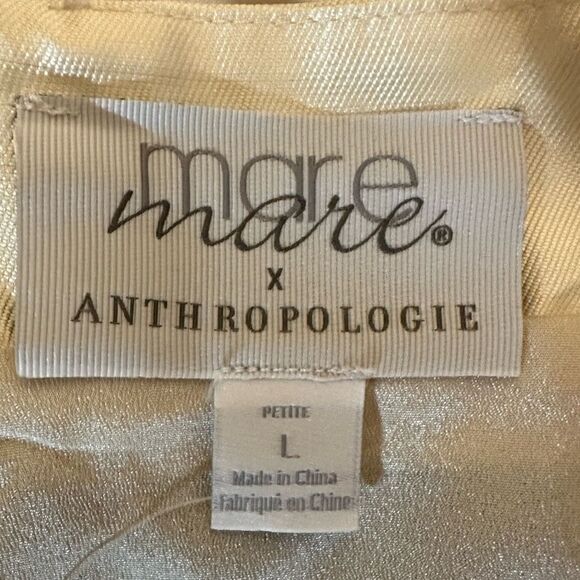 mare
mare®
X
ANTHROPOLOGIE
PETITE
L
Made in China
Fabriqué en Chine